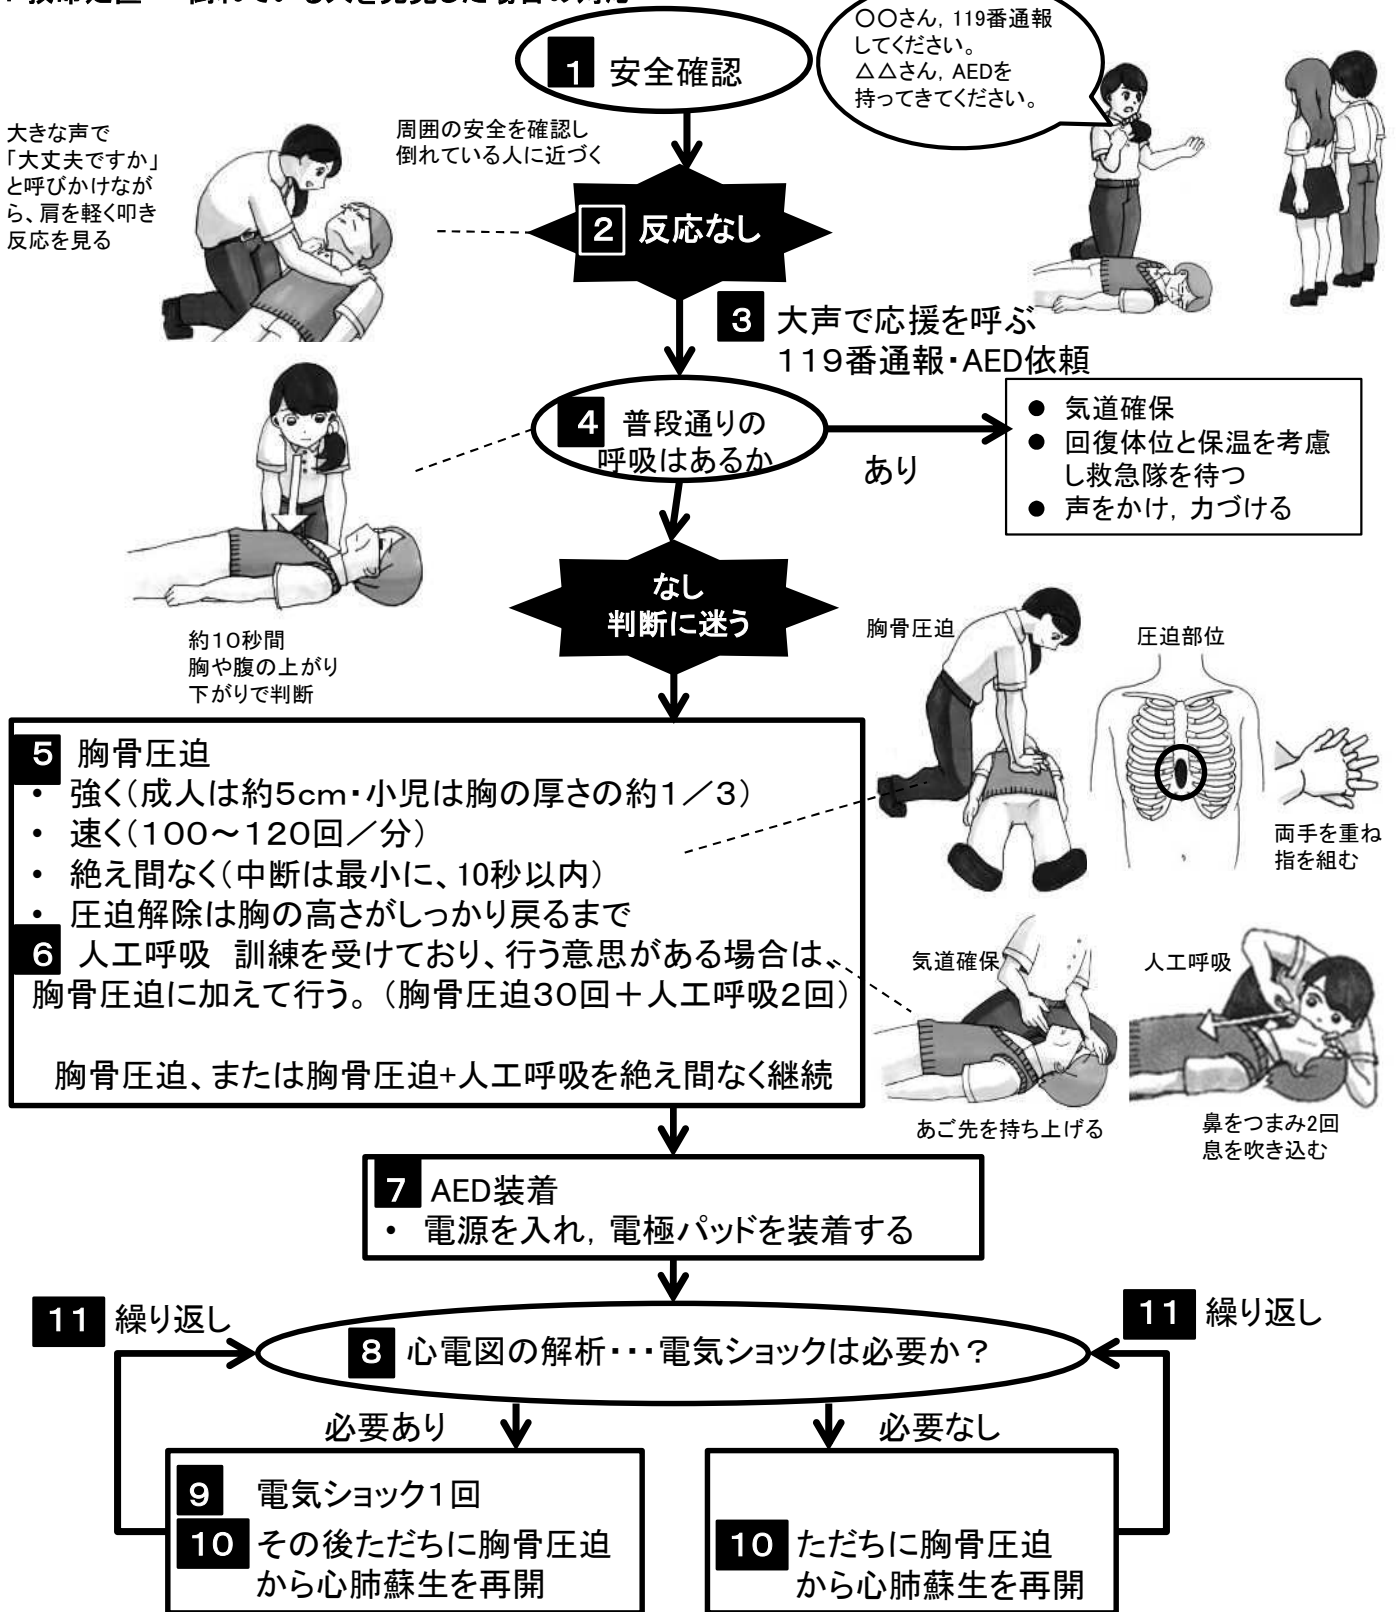 〇〇さん，119番通報
してください。
△△さん，AEDを
持ってきてください。
1 安全確認
大きな声で
「大丈夫ですか」
と呼びかけなが
ら、肩を軽く叩き
反応を見る
周囲の安全を確認し
倒れている人に近づく
2 反応なし
3 大声で応援を呼ぶ
119番通報・AED依頼
4 普段通りの
呼吸はあるか
あり
● 気道確保
● 回復体位と保温を考慮
し救急隊を待つ
● 声をかけ，力づける
約10秒間
胸や腹の上がり
下がりで判断
なし
判断に迷う
胸骨圧迫
圧迫部位
両手を重ね
指を組む
5 胸骨圧迫
・ 強く（成人は約5cm・小児は胸の厚さの約1／3）
・ 速く（100～120回／分）
・ 絶え間なく（中断は最小に、10秒以内）
・ 圧迫解除は胸の高さがしっかり戻るまで
6 人工呼吸 訓練を受けており、行う意思がある場合は、
胸骨圧迫に加えて行う。（胸骨圧迫30回＋人工呼吸2回）
胸骨圧迫、または胸骨圧迫+人工呼吸を絶え間なく継続
気道確保
あご先を持ち上げる
人工呼吸
鼻をつまみ2回
息を吹き込む
7 AED装着
・ 電源を入れ，電極パッドを装着する
11 繰り返し
11 繰り返し
8 心電図の解析・・・電気ショックは必要か？
必要あり
必要なし
9 電気ショック1回
10 その後ただちに胸骨圧迫
から心肺蘇生を再開
10 ただちに胸骨圧迫
から心肺蘇生を再開